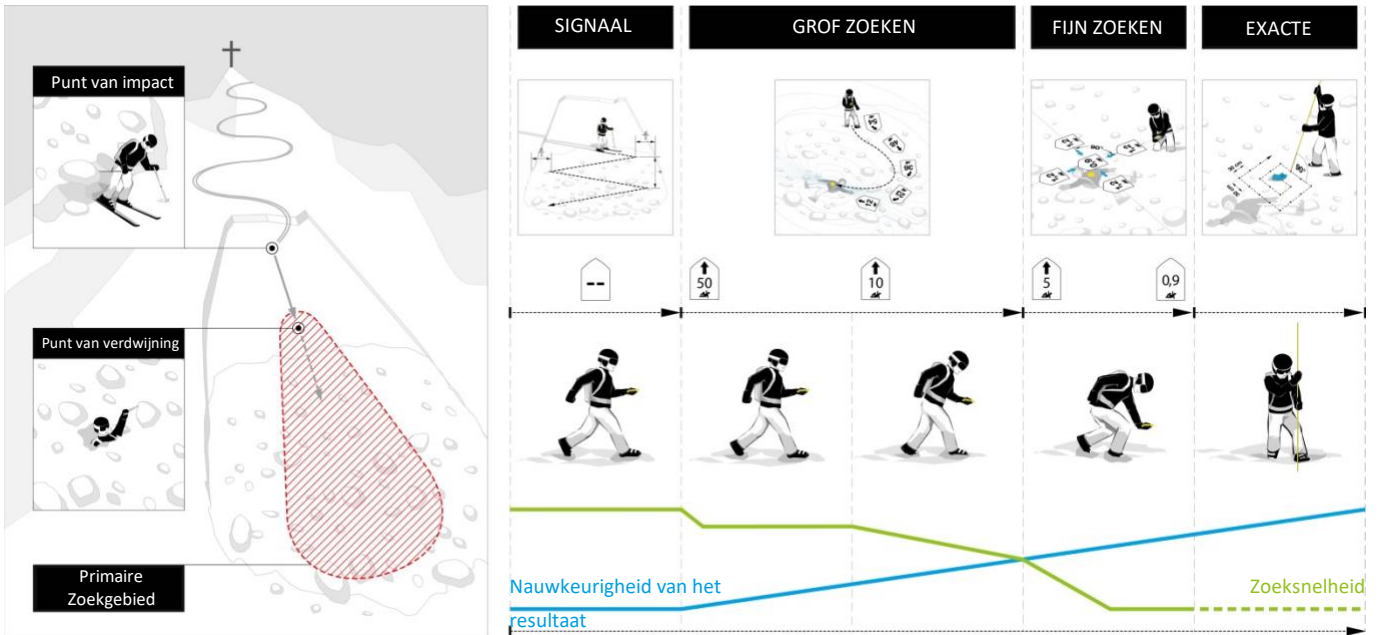 Punt van impact
Punt van verdwijning
Primaire
Zoekgebied
SIGNAAL
GROF ZOEKEN
FIJN ZOEKEN
EXACTE
--
50
10
5
0,9
Nauwkeurigheid van het
resultaat
Zoeksnelheid